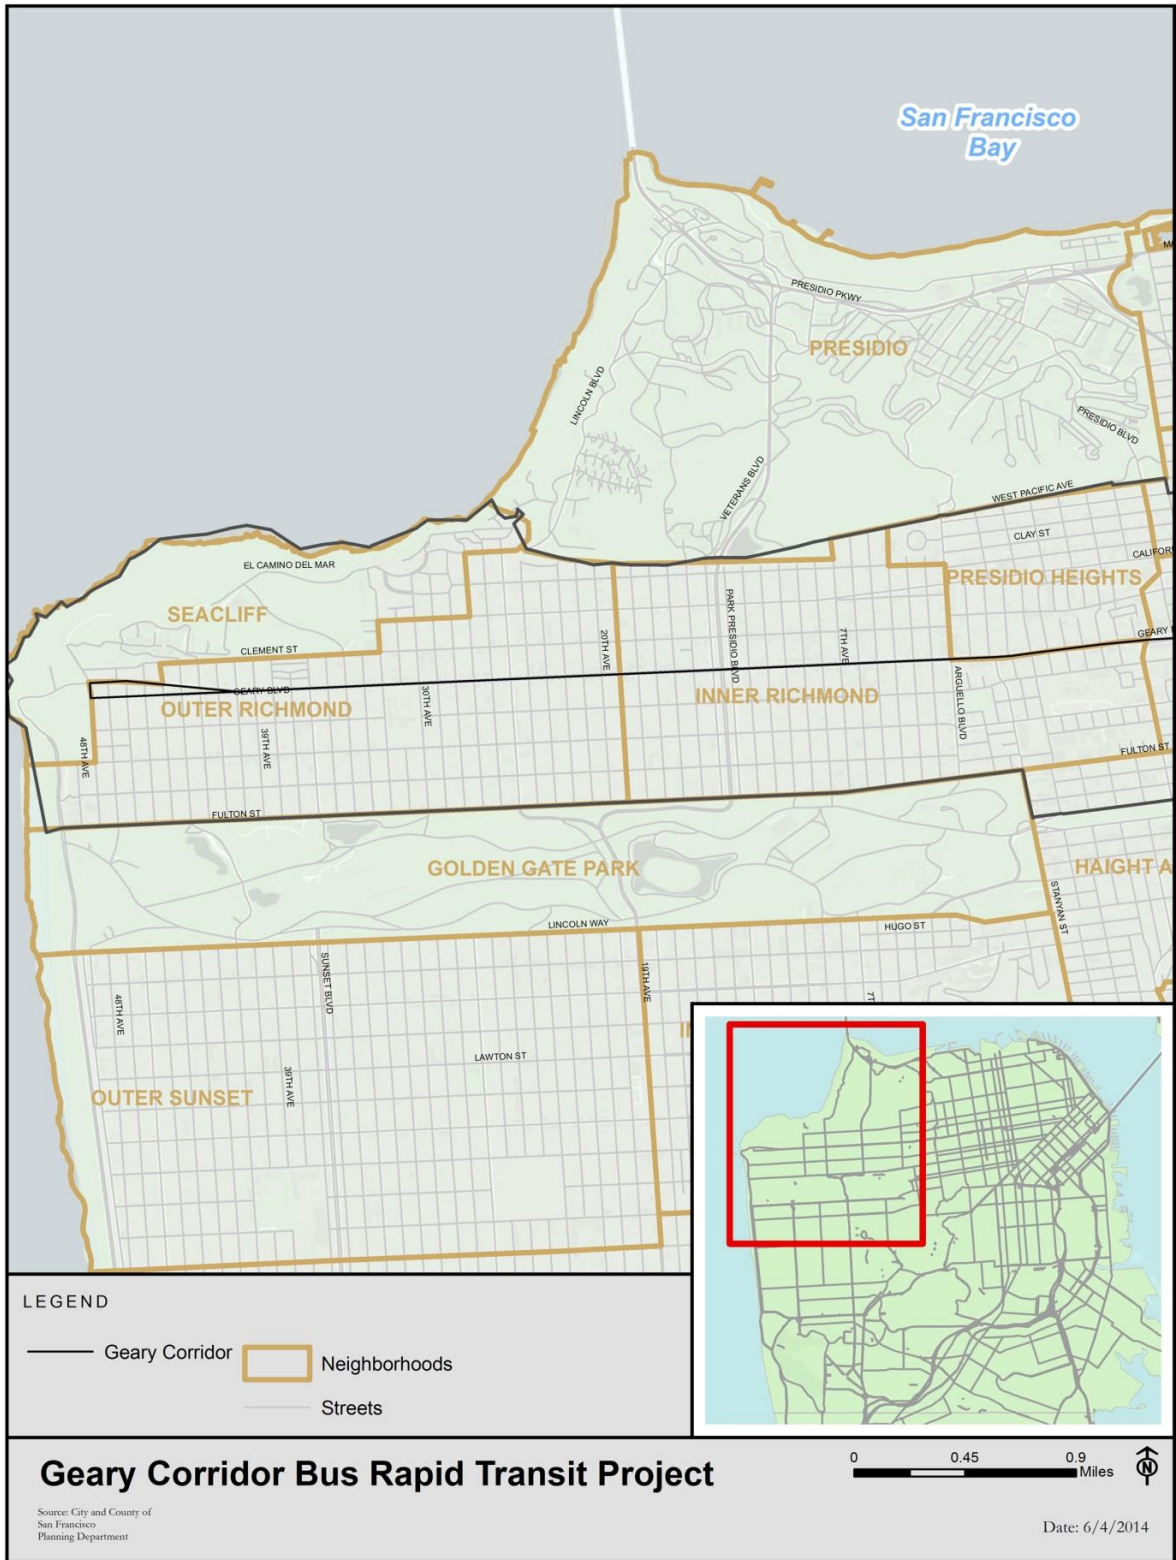 San Francisco
Bay
MA
PRESIDIO PKWY
PRESIDIO
LINCOLN BLVD
PRESIDIO BLVD
VETERANS BLVD
WEST PACIFIC AVE
CLAY ST
CALIFOR
EL CAMINO DEL MAR
PRESIDIO HEIGHTS
SEACLIFF
PARK PRESIDIO BLVD
20TH AVE
7TH AVE
GEARY
CLEMENT ST
GEARY BLVD
OUTER RICHMOND
30TH AVE
INNER RICHMOND
ARGUELLO BLVD
48TH AVE
39TH AVE
FULTON ST
FULTON ST
GOLDEN GATE PARK
HAIGHT A
STANYAN ST
LINCOLN WAY
HUGO ST
SUNSET BLVD
19TH AVE
48TH AVE
7T
IN
LAWTON ST
39TH AVE
OUTER SUNSET
LEGEND
Geary Corridor
Neighborhoods
Streets
Geary Corridor Bus Rapid Transit Project
0 0.45 0.9
Miles
N
Source: City and County of
San Francisco
Planning Department
Date: 6/4/2014